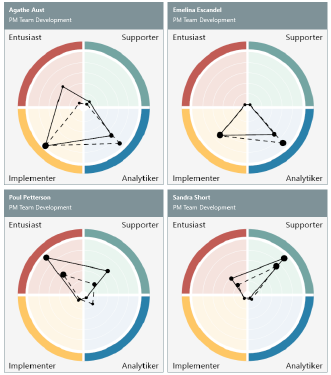 Agathe Aunt
PM Team Development
Entusiast Supporter
Implementer Analytiker
Emelina Escandel
PM Team Development
Entusiast Supporter
Implementer Analytiker
Poul Petterson
PM Team Development
Entusiast Supporter
Implementer Analytiker
Sandra Short
PM Team Development
Entusiast Supporter
Implementer Analytiker